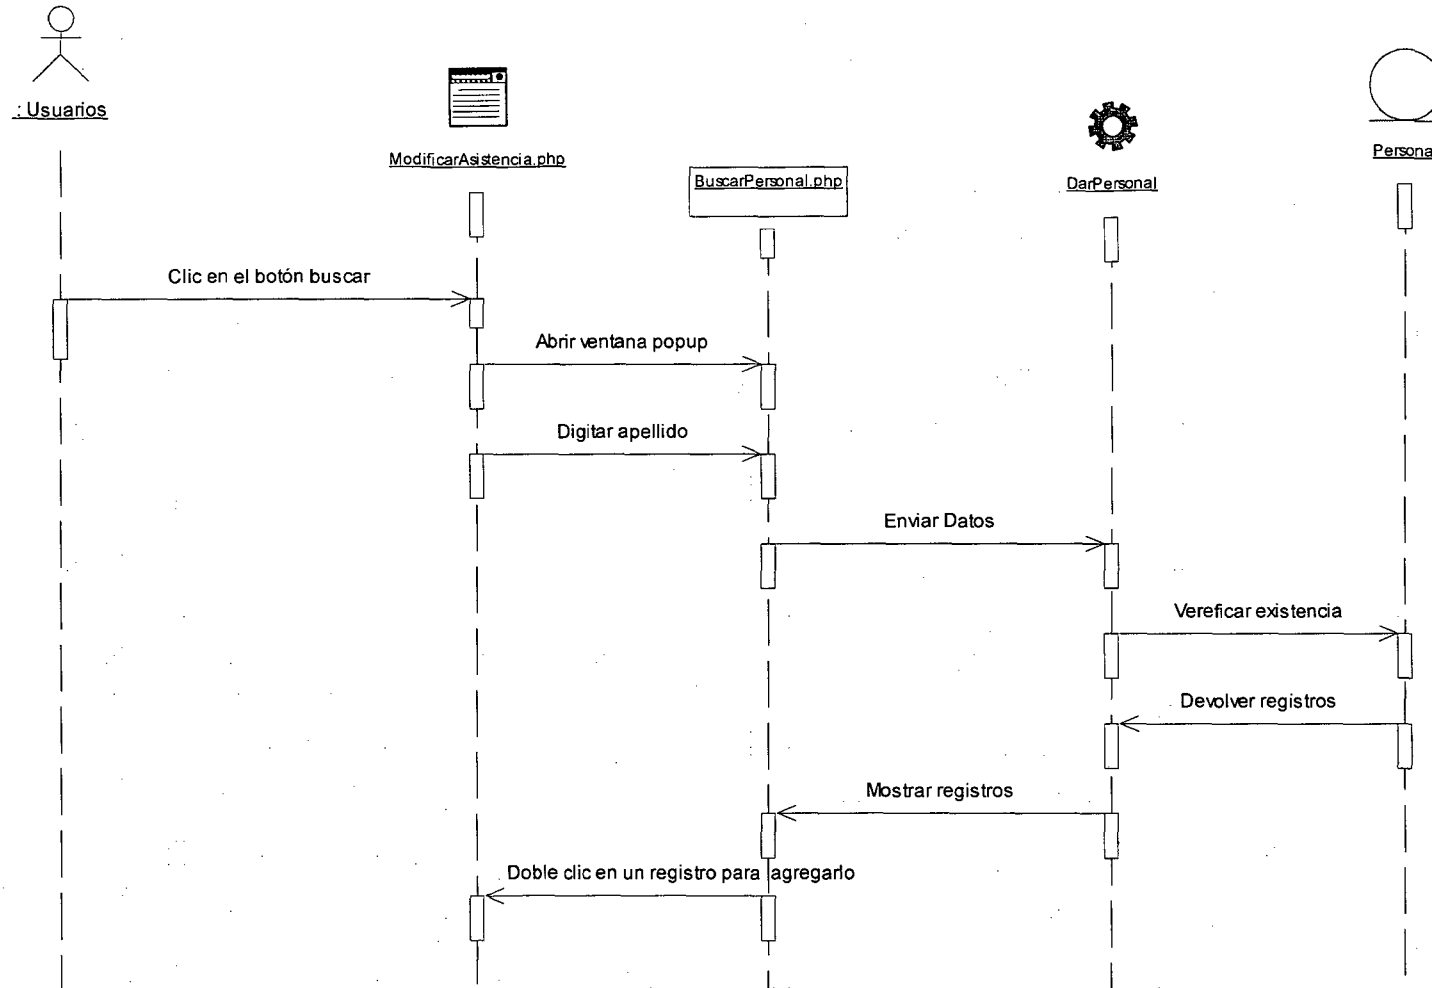 : Usuarios
ModificarAsistencia.php
BuscarPersonal.php
DarPersonal
Persona
Clic en el botón buscar
Abrir ventana popup
Digitar apellido
Enviar Datos
Vereficar existencia
Devolver registros
Mostrar registros
Doble clic en un registro para agregarlo